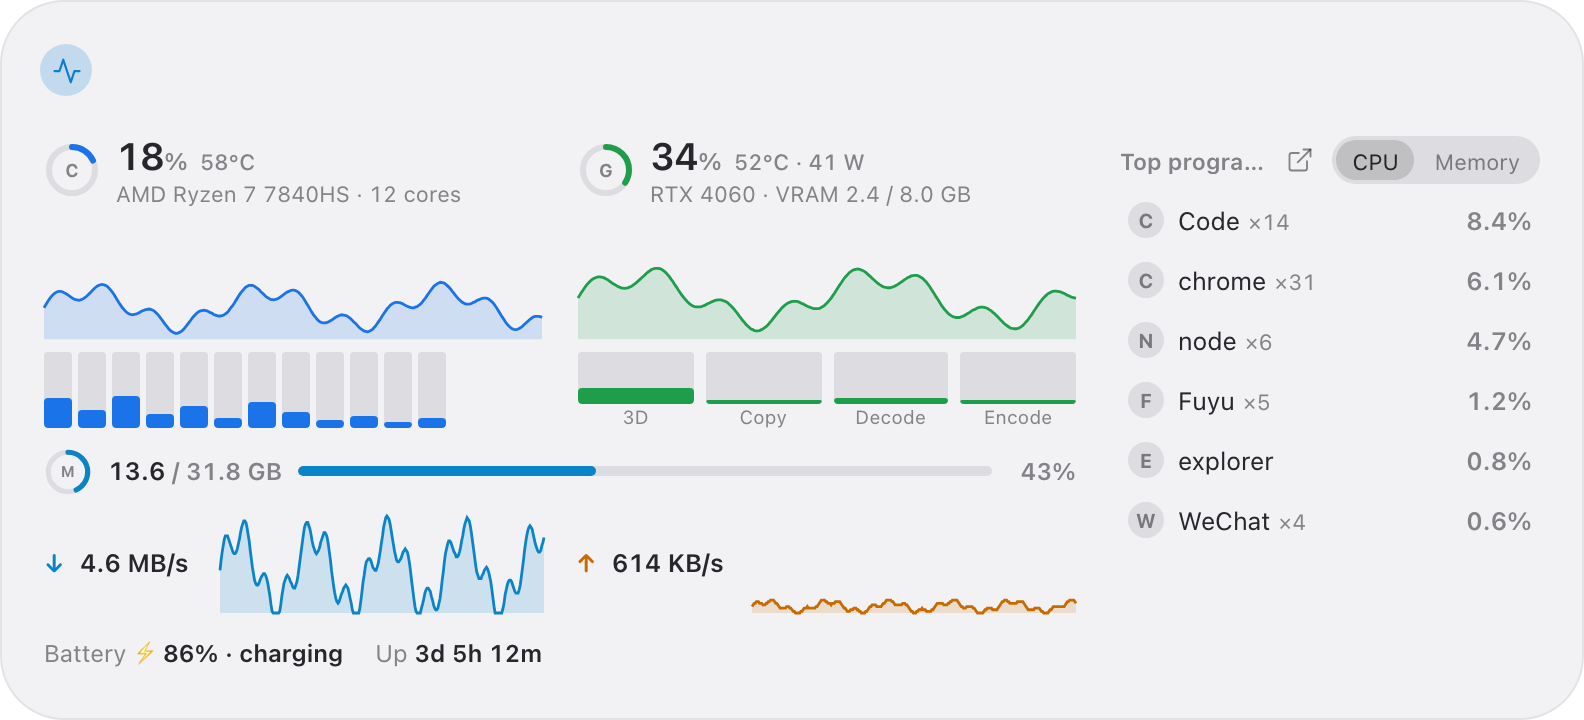 C 18% 58°C
AMD Ryzen 7 7840HS · 12 cores
G 34% 52°C · 41 W
RTX 4060 · VRAM 2.4 / 8.0 GB
3D Copy Decode Encode
M 13.6 / 31.8 GB 43%
4.6 MB/s
614 KB/s
Battery ⚡ 86% · charging Up 3d 5h 12m
Top progra... CPU Memory
C Code ×14 8.4%
C chrome ×31 6.1%
N node ×6 4.7%
F Fuyu ×5 1.2%
E explorer 0.8%
W WeChat ×4 0.6%